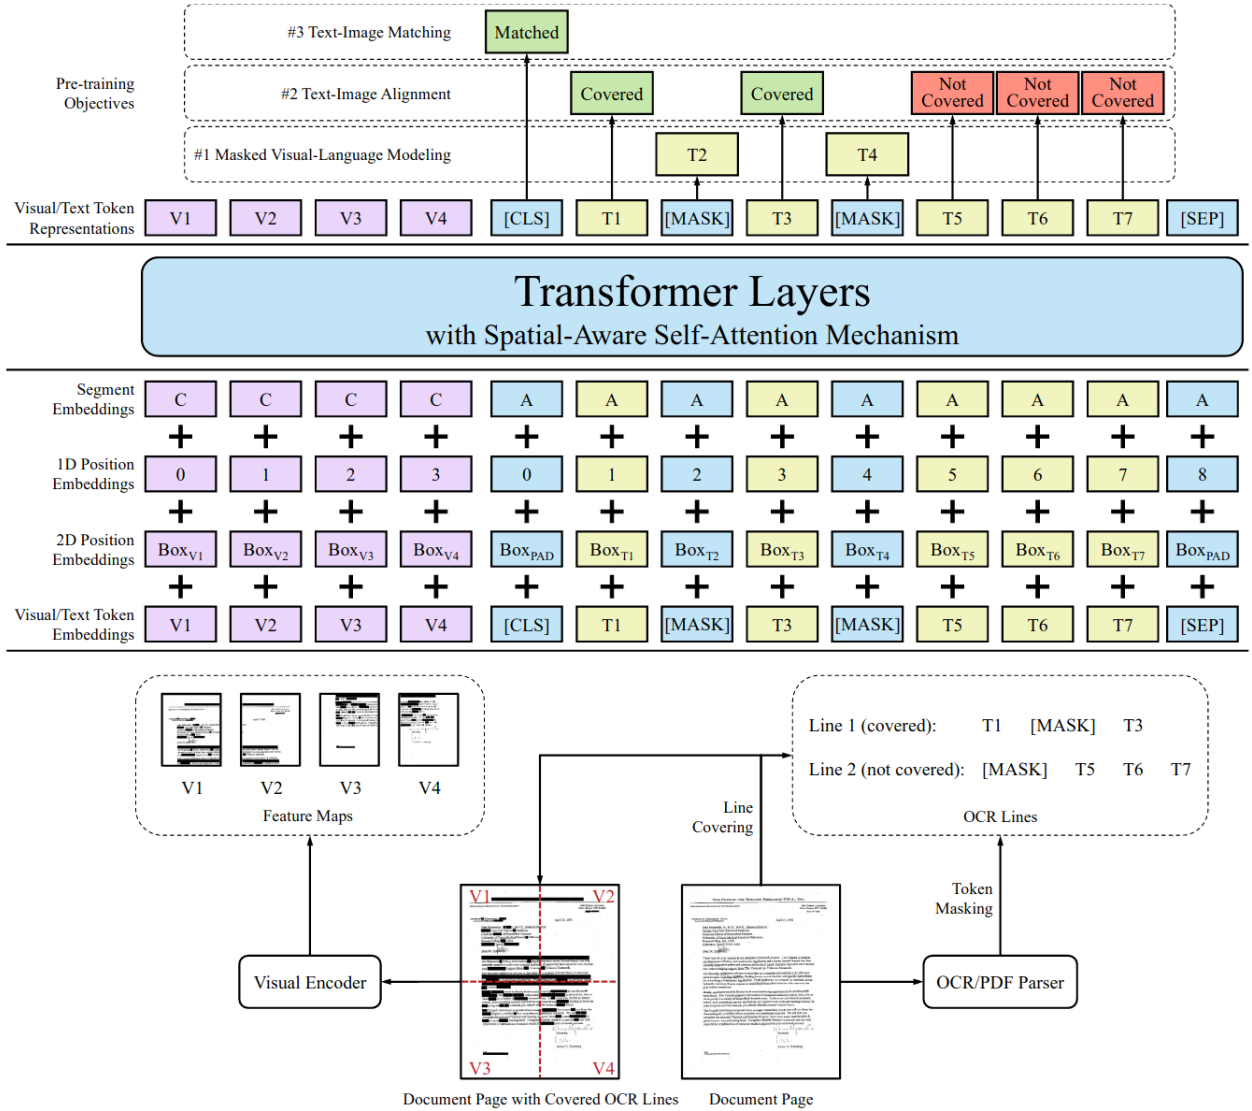 #3 Text-Image Matching Matched
Pre-training Objectives
#2 Text-Image Alignment Covered Covered Not Covered Not Covered Not Covered
#1 Masked Visual-Language Modeling T2 T4
Visual/Text Token Representations V1 V2 V3 V4 [CLS] T1 [MASK] T3 [MASK] T5 T6 T7 [SEP]
Transformer Layers
with Spatial-Aware Self-Attention Mechanism
Segment Embeddings C C C C A A A A A A A A A
+ + + + + + + + + + + + +
1D Position Embeddings 0 1 2 3 0 1 2 3 4 5 6 7 8
+ + + + + + + + + + + + +
2D Position Embeddings BoxV1 BoxV2 BoxV3 BoxV4 BoxPAD BoxT1 BoxT2 BoxT3 BoxT4 BoxT5 BoxT6 BoxT7 BoxPAD
+ + + + + + + + + + + + +
Visual/Text Token Embeddings V1 V2 V3 V4 [CLS] T1 [MASK] T3 [MASK] T5 T6 T7 [SEP]
V1 V2 V3 V4
Feature Maps
Line 1 (covered): T1 [MASK] T3
Line 2 (not covered): [MASK] T5 T6 T7
OCR Lines
Line Covering
Token Masking
V1 V2
V3 V4
Visual Encoder
OCR/PDF Parser
Document Page with Covered OCR Lines
Document Page